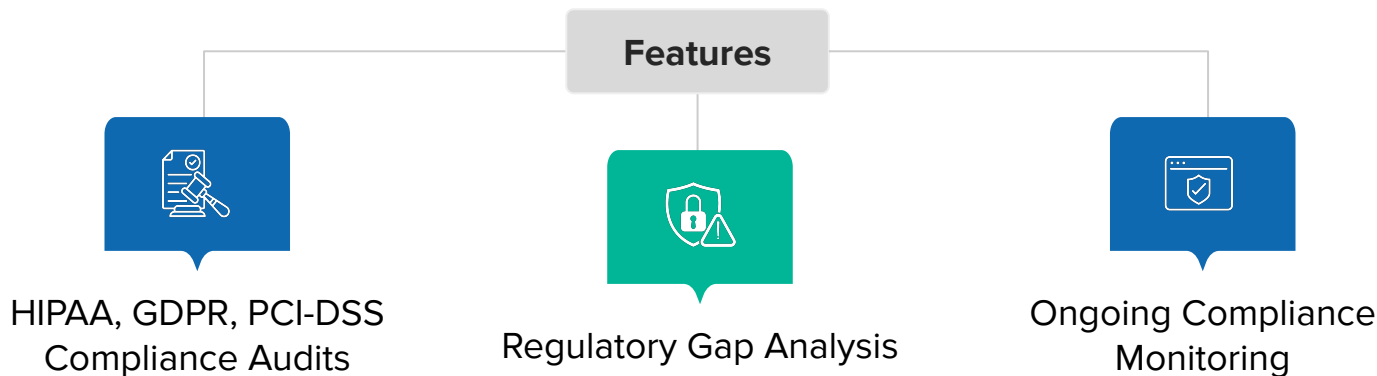 Features
HIPAA, GDPR, PCI-DSS
Compliance Audits
Regulatory Gap Analysis
Ongoing Compliance
Monitoring